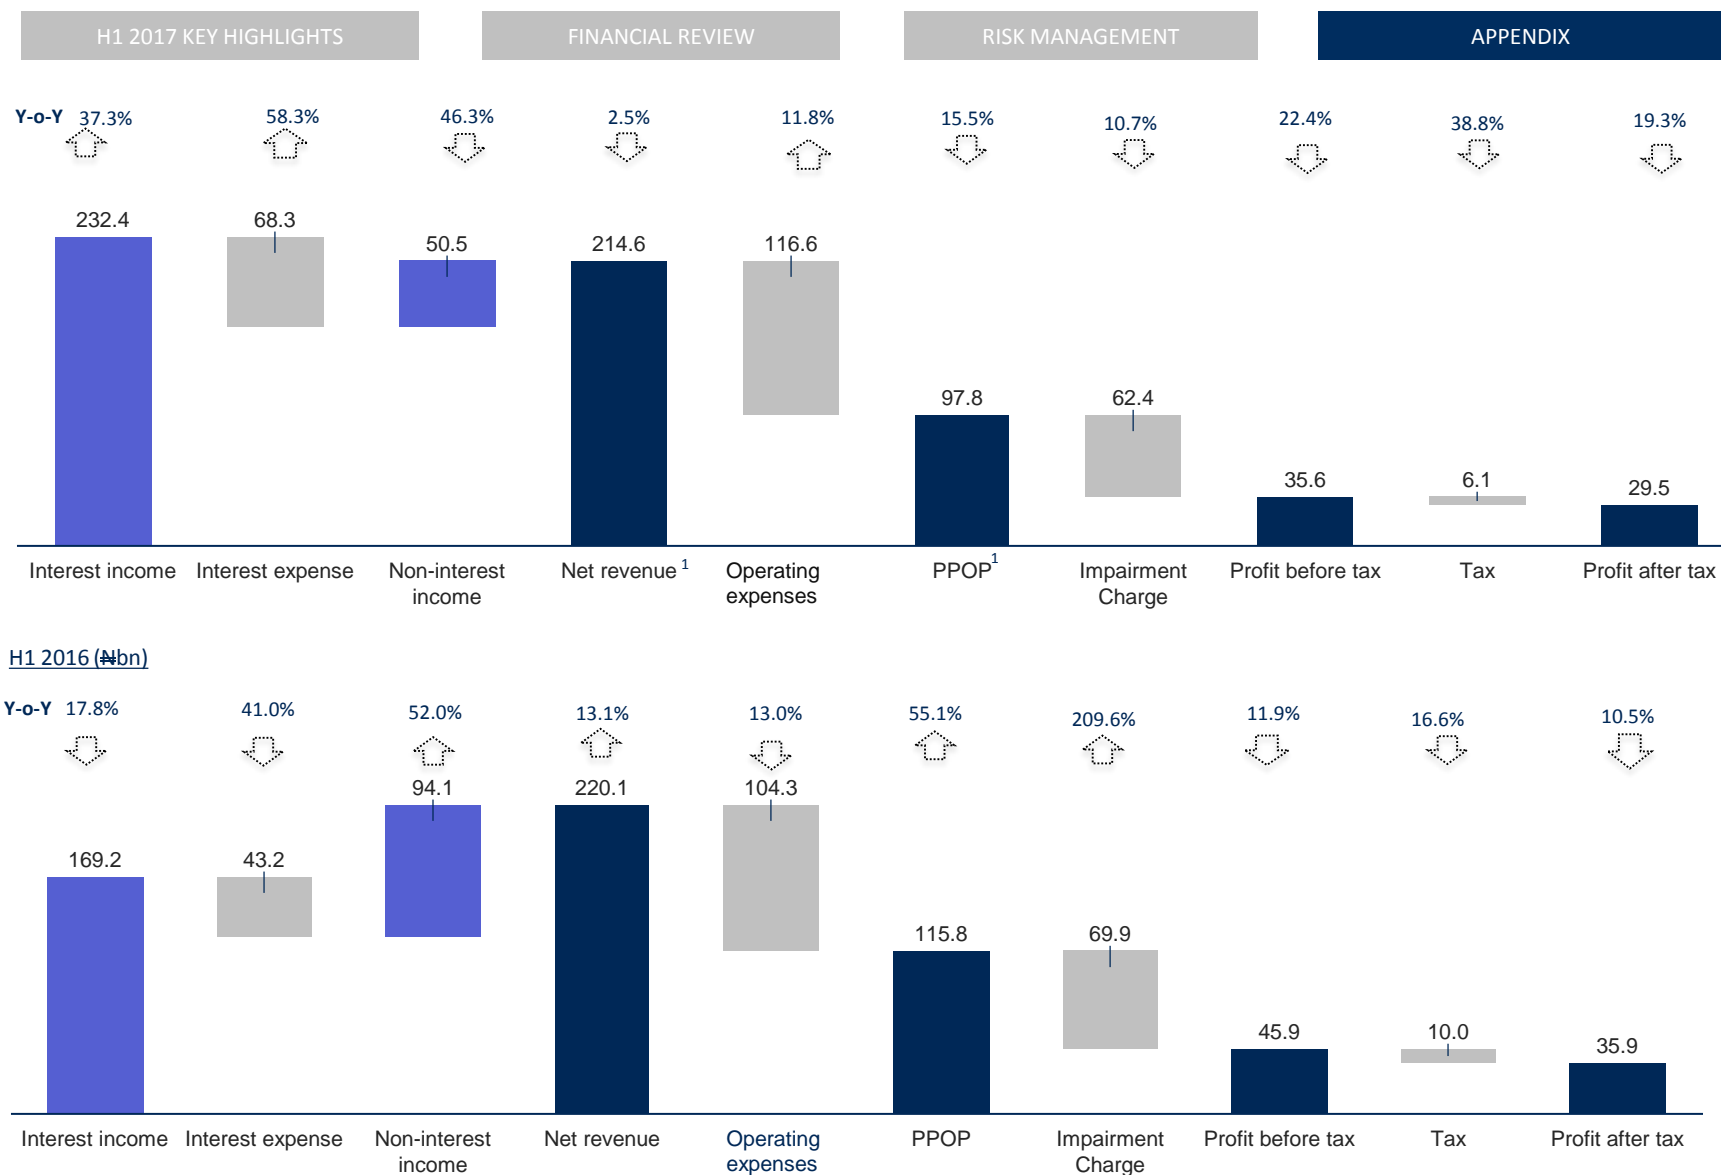 H1 2017 KEY HIGHLIGHTS
FINANCIAL REVIEW
RISK MANAGEMENT
APPENDIX
Y-o-Y 37.3% 58.3% 46.3% 2.5% 11.8% 15.5% 10.7% 22.4% 38.8% 19.3%
232.4 68.3 50.5 214.6 116.6 97.8 62.4 35.6 6.1 29.5
Interest income
Interest expense
Non-interest
income
Net revenue 1
Operating
expenses
PPOP1
Impairment
Charge
Profit before tax
Tax
Profit after tax
H1 2016 (₦bn)
Y-o-Y 17.8% 41.0% 52.0% 13.1% 13.0% 55.1% 209.6% 11.9% 16.6% 10.5%
169.2 43.2 94.1 220.1 104.3 115.8 69.9 45.9 10.0 35.9
Interest income
Interest expense
Non-interest
income
Net revenue
Operating
expenses
PPOP
Impairment
Charge
Profit before tax
Tax
Profit after tax